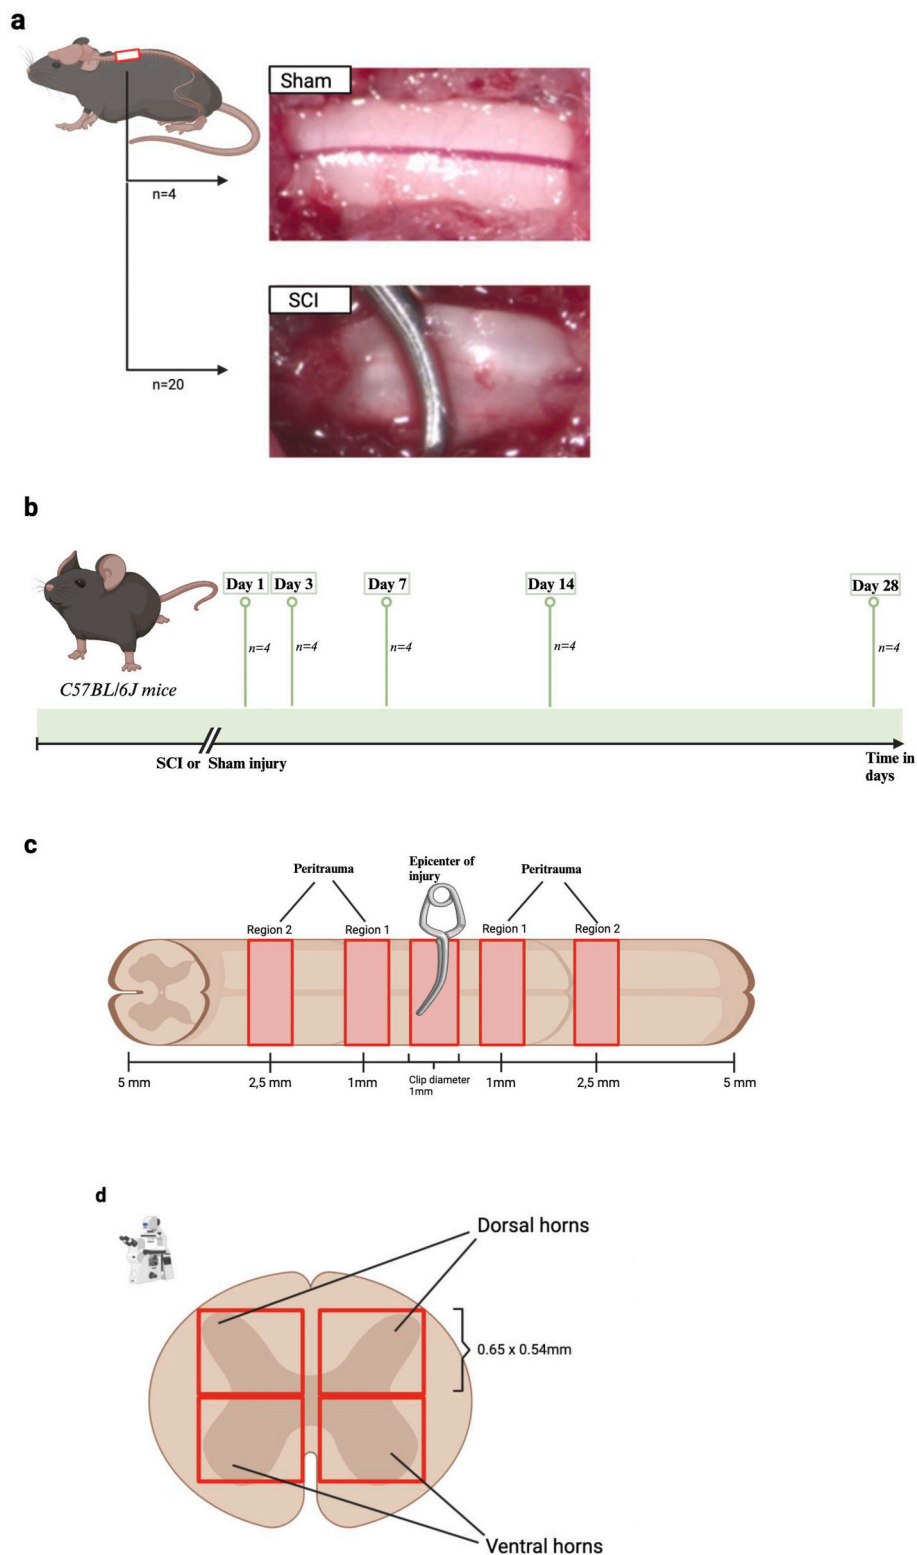 a
Sham
n=4
SCI
n=20
b
Day 1
Day 3
Day 7
Day 14
Day 28
n=4
n=4
n=4
n=4
n=4
C57BL/6J mice
SCI or Sham injury
Time in
days
c
Epicenter of
injury
Peritrauma
Peritrauma
Region 2
Region 1
Region 1
Region 2
5 mm
2,5 mm
1mm
Clip diameter
1mm
1mm
2,5 mm
5 mm
d
Dorsal horns
0.65 x 0.54mm
Ventral horns